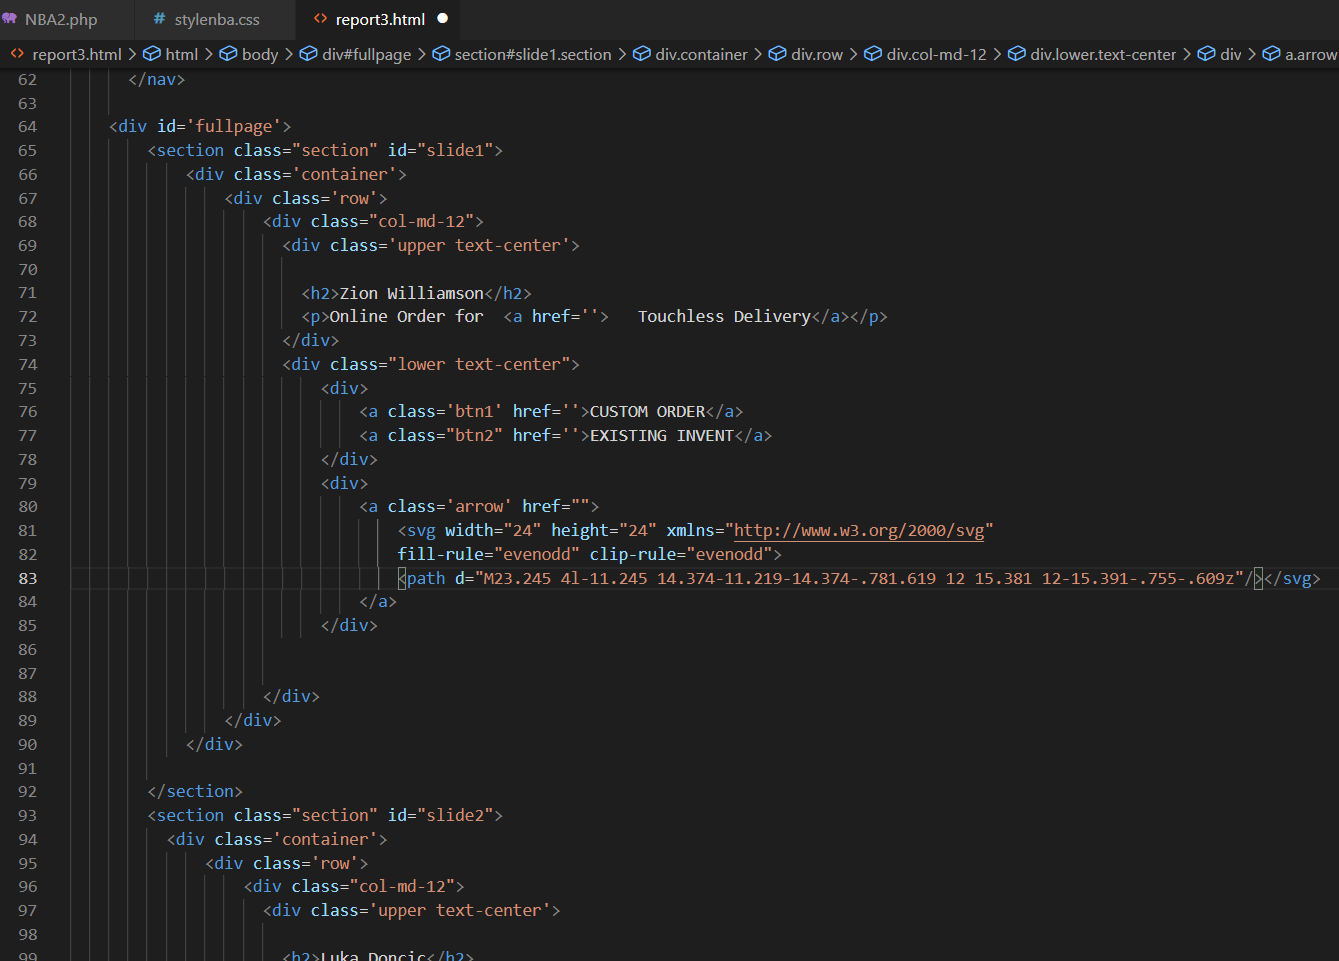 NBA2.php # stylenba.css <> report3.html
<> report3.html > html > body > div#fullpage > section#slide1.section > div.container > div.row > div.col-md-12 > div.lower.text-center > div > a.arrow
62 </nav>
63
64 <div id='fullpage'>
65 <section class="section" id="slide1">
66 <div class='container'>
67 <div class='row'>
68 <div class="col-md-12">
69 <div class='upper text-center'>
70
71 <h2>Zion Williamson</h2>
72 <p>Online Order for  <a href=''>   Touchless Delivery</a></p>
73 </div>
74 <div class="lower text-center">
75 <div>
76 <a class='btn1' href=''>CUSTOM ORDER</a>
77 <a class="btn2" href=''>EXISTING INVENT</a>
78 </div>
79 <div>
80 <a class='arrow' href="">
81 <svg width="24" height="24" xmlns="http://www.w3.org/2000/svg"
82 fill-rule="evenodd" clip-rule="evenodd">
83 <path d="M23.245 4l-11.245 14.374-11.219-14.374-.781.619 12 15.381 12-15.391-.755-.609z"/></svg>
84 </a>
85 </div>
86
87
88 </div>
89 </div>
90 </div>
91
92 </section>
93 <section class="section" id="slide2">
94 <div class='container'>
95 <div class='row'>
96 <div class="col-md-12">
97 <div class='upper text-center'>
98
99 <h2>Luka Doncic</h2>